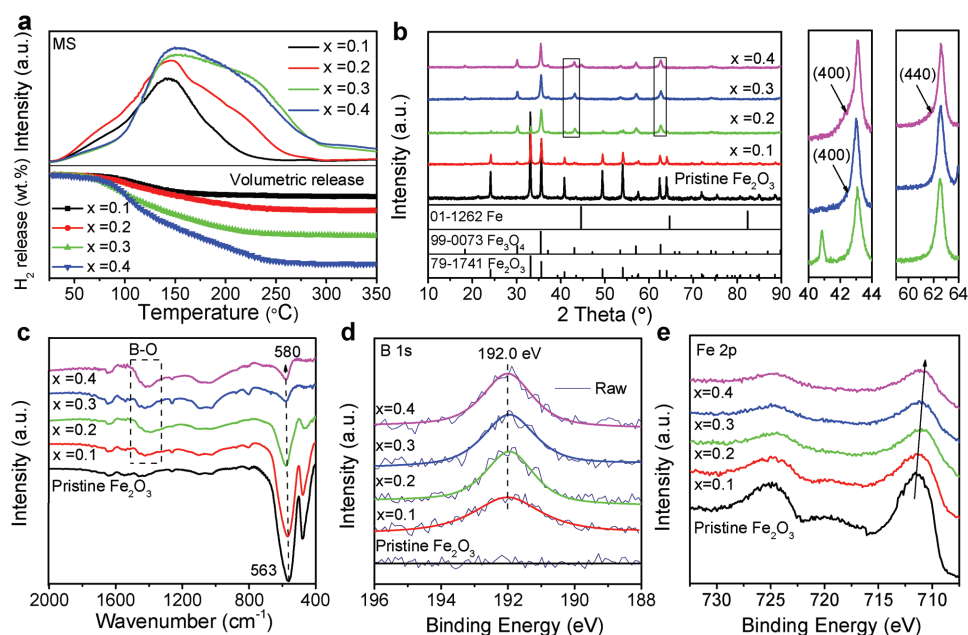 a
MS
x =0.1
x =0.2
x =0.3
x =0.4
H₂ release (wt.%) Intensity (a.u.)
Volumetric release
x =0.1
x =0.2
x =0.3
x =0.4
50 100 150 200 250 300 350
Temperature (°C)
b
Intensity (a.u.)
x =0.4
x =0.3
x =0.2
x =0.1
Pristine Fe₂O₃
01-1262 Fe
99-0073 Fe₃O₄
79-1741 Fe₂O₃
10 20 30 40 50 60 70 80 90
2 Theta (°)
(400)
(400)
40 42 44
(440)
60 62 64
c
B-O
580
x =0.4
x =0.3
x =0.2
x =0.1
Pristine Fe₂O₃
563
Intensity (a.u.)
2000 1600 1200 800 400
Wavenumber (cm⁻¹)
d
B 1s
192.0 eV
Raw
x=0.4
x=0.3
x=0.2
x=0.1
Pristine Fe₂O₃
Intensity (a.u.)
196 194 192 190 188
Binding Energy (eV)
e
Fe 2p
x=0.4
x=0.3
x=0.2
x=0.1
Pristine Fe₂O₃
Intensity (a.u.)
730 725 720 715 710
Binding Energy (eV)